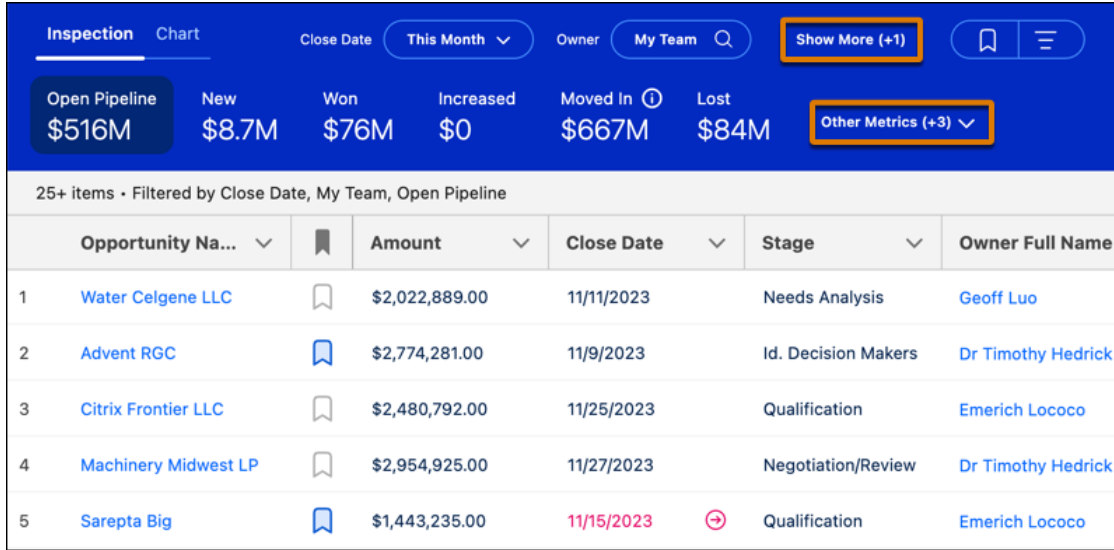 Inspection Chart Close Date This Month Owner My Team Show More (+1)
Open Pipeline New Won Increased Moved In Lost
$516M $8.7M $76M $0 $667M $84M Other Metrics (+3)
25+ items • Filtered by Close Date, My Team, Open Pipeline
Opportunity Na... Amount Close Date Stage Owner Full Name
1 Water Celgene LLC $2,022,889.00 11/11/2023 Needs Analysis Geoff Luo
2 Advent RGC $2,774,281.00 11/9/2023 Id. Decision Makers Dr Timothy Hedrick
3 Citrix Frontier LLC $2,480,792.00 11/25/2023 Qualification Emerich Lococo
4 Machinery Midwest LP $2,954,925.00 11/27/2023 Negotiation/Review Dr Timothy Hedrick
5 Sarepta Big $1,443,235.00 11/15/2023 Qualification Emerich Lococo